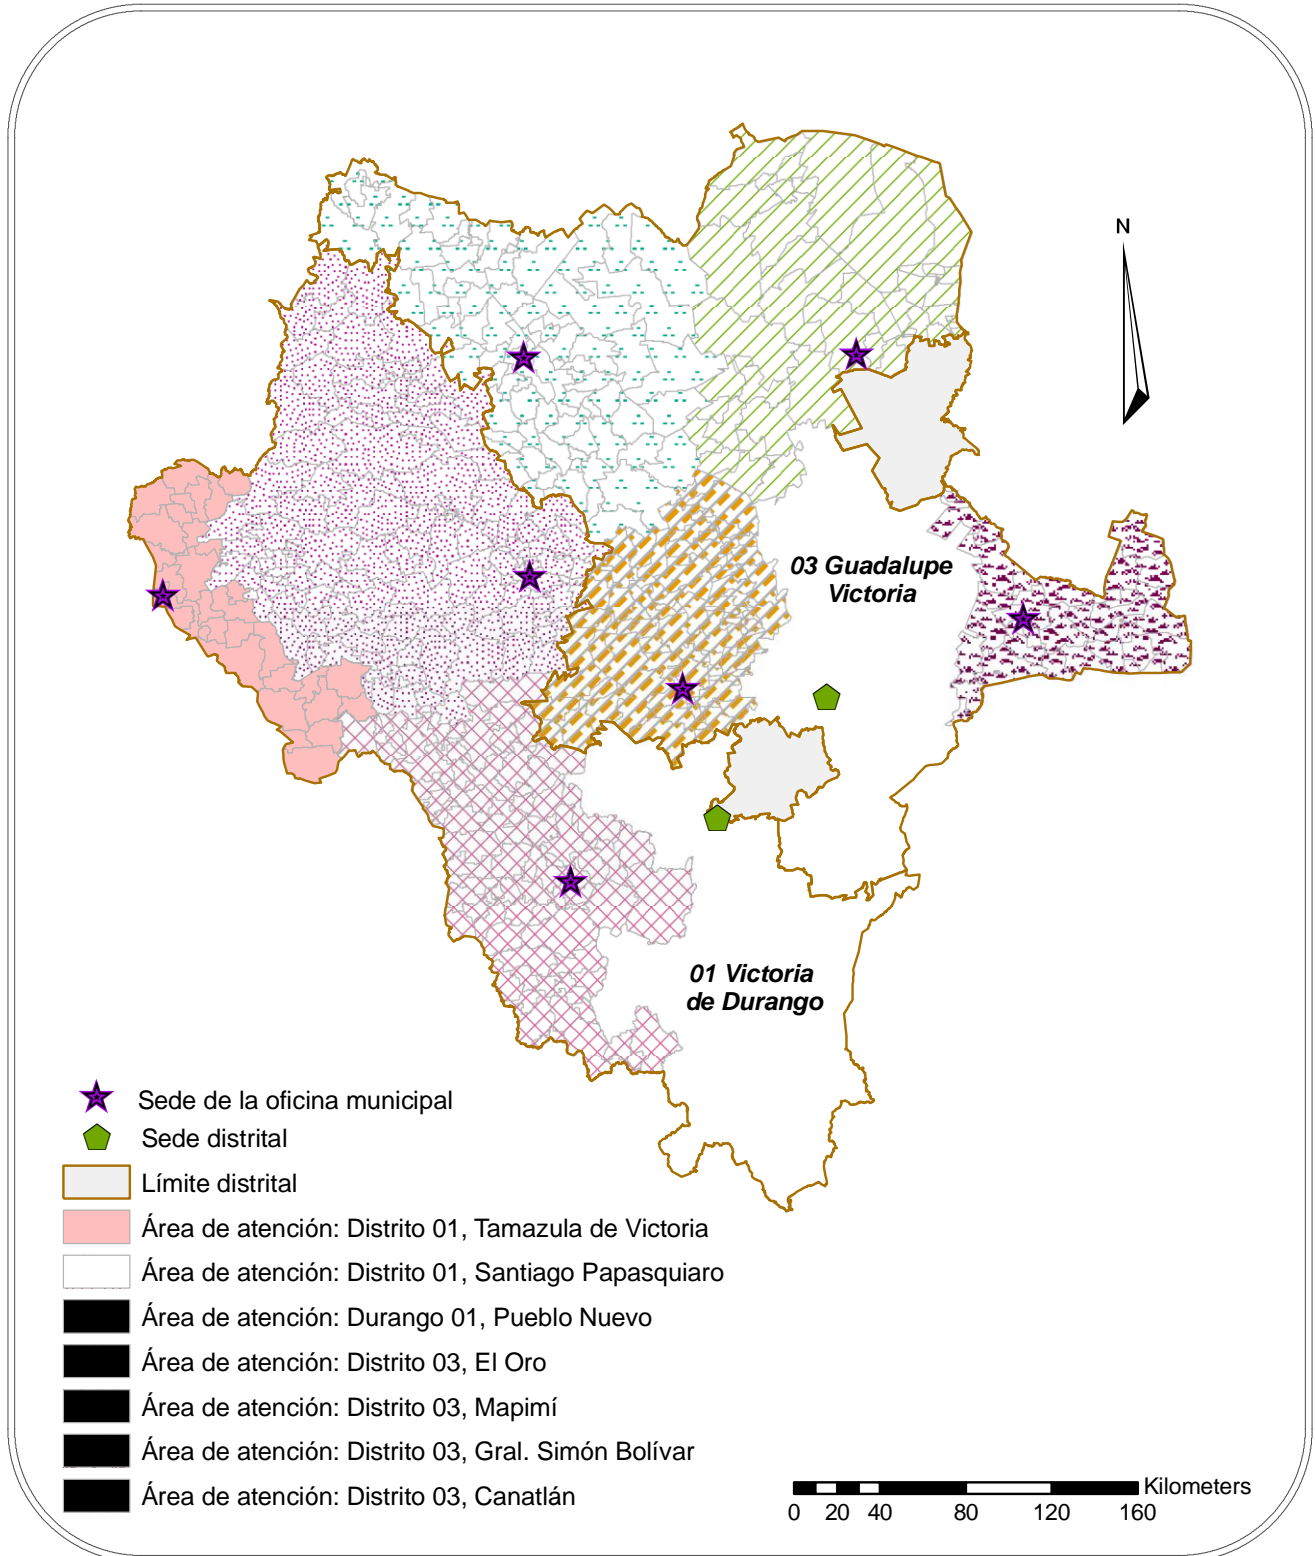 N
03 Guadalupe
Victoria
01 Victoria
de Durango
Sede de la oficina municipal
Sede distrital
Límite distrital
Área de atención: Distrito 01, Tamazula de Victoria
Área de atención: Distrito 01, Santiago Papasquiaro
Área de atención: Durango 01, Pueblo Nuevo
Área de atención: Distrito 03, El Oro
Área de atención: Distrito 03, Mapimí
Área de atención: Distrito 03, Gral. Simón Bolívar
Área de atención: Distrito 03, Canatlán
Kilometers
0 20 40 80 120 160